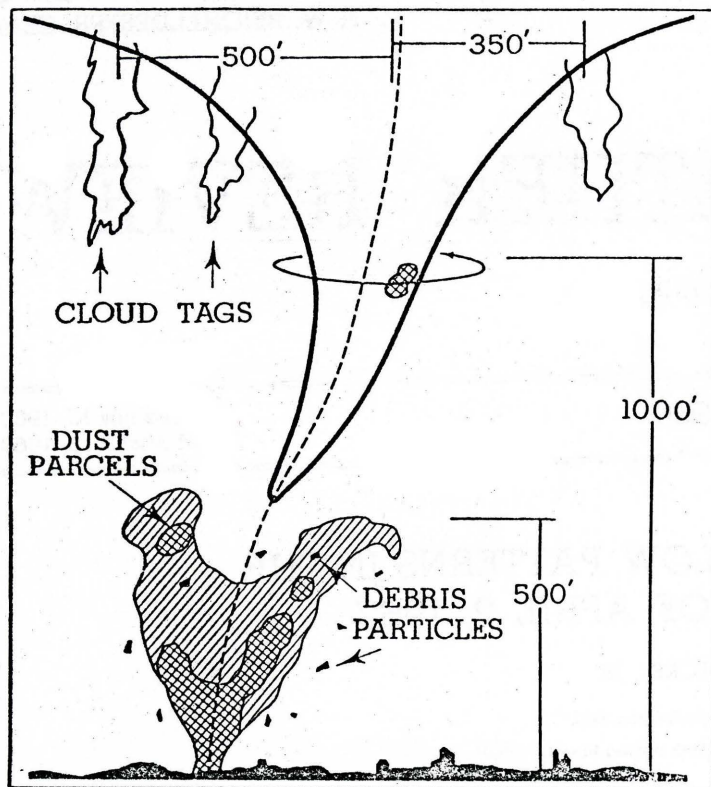 500′ 350′
CLOUD TAGS
1000′
DUST
PARCELS
500′
DEBRIS
PARTICLES